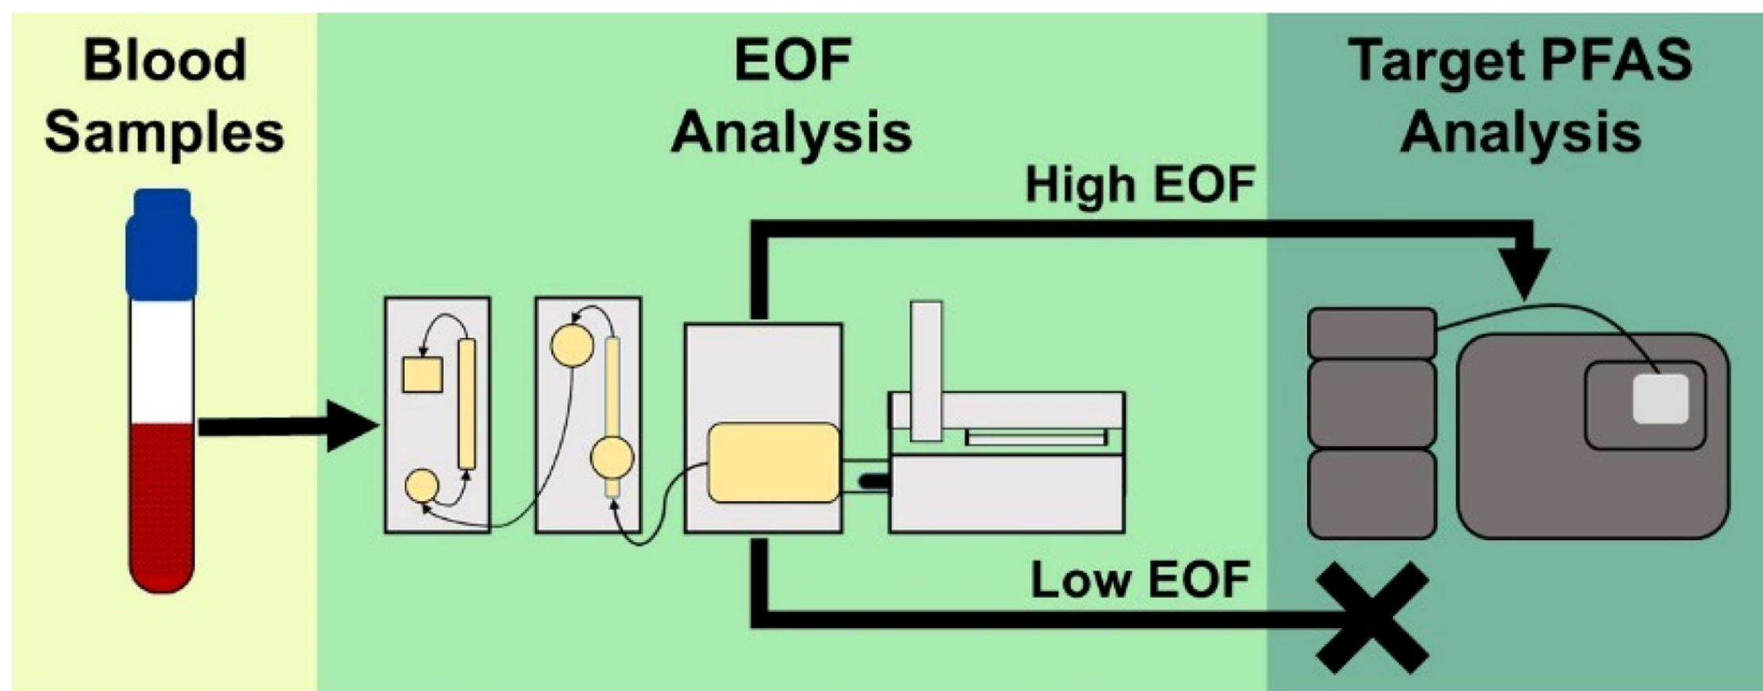 Blood
Samples
EOF
Analysis
Target PFAS
Analysis
High EOF
Low EOF